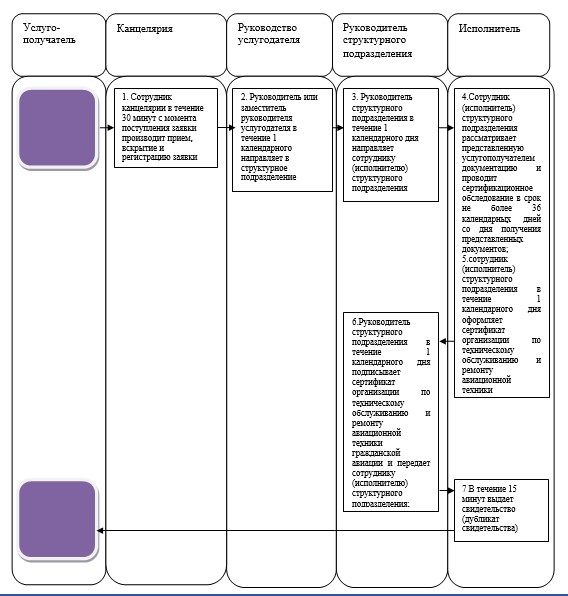 Услуго-
получатель
Канцелярия
Руководство
услугодателя
Руководитель
структурного
подразделения
Исполнитель
1. Сотрудник
канцелярии в течение
30 минут с момента
поступления заявки
производит прием,
вскрытие и
регистрацию заявки
2. Руководитель или
заместитель
руководителя
услугодателя в
течение 1
календарного
направляет в
структурное
подразделение
3. Руководитель
структурного
подразделения в
течение 1
календарного дня
направляет
сотруднику
(исполнителю)
структурного
подразделения
4.Сотрудник
(исполнитель)
структурного
подразделения
рассматривает
представленную
услугополучателем
документацию и
проводит
сертификационное
обследование в срок
не более 36
календарных дней
со дня получения
представленных
документов;
5.сотрудник
(исполнитель)
структурного
подразделения в
течение 1
календарного дня
оформляет
сертификат
организации по
техническому
обслуживанию и
ремонту
авиационной
техники
6.Руководитель
структурного
подразделения в
течение 1
календарного дня
подписывает
сертификат
организации по
техническому
обслуживанию и
ремонту
авиационной
техники
гражданской
авиации и передает
сотруднику
(исполнителю)
структурного
подразделения;
7 В течение 15
минут выдает
свидетельство
(дубликат
свидетельства)